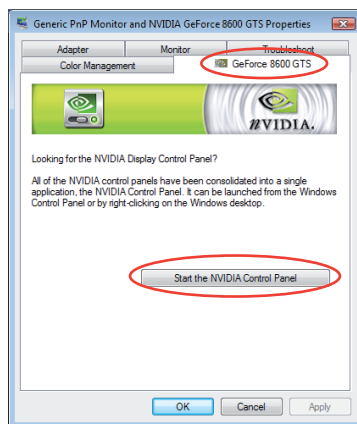 Generic PnP Monitor and NVIDIA GeForce 8600 GTS Properties
Adapter Monitor Troubleshoot
Color Management GeForce 8600 GTS
NVIDIA.
Looking for the NVIDIA Display Control Panel?
All of the NVIDIA control panels have been consolidated into a single
application, the NVIDIA Control Panel. It can be launched from the Windows
Control Panel or by right-clicking on the Windows desktop.
Start the NVIDIA Control Panel
OK Cancel Apply